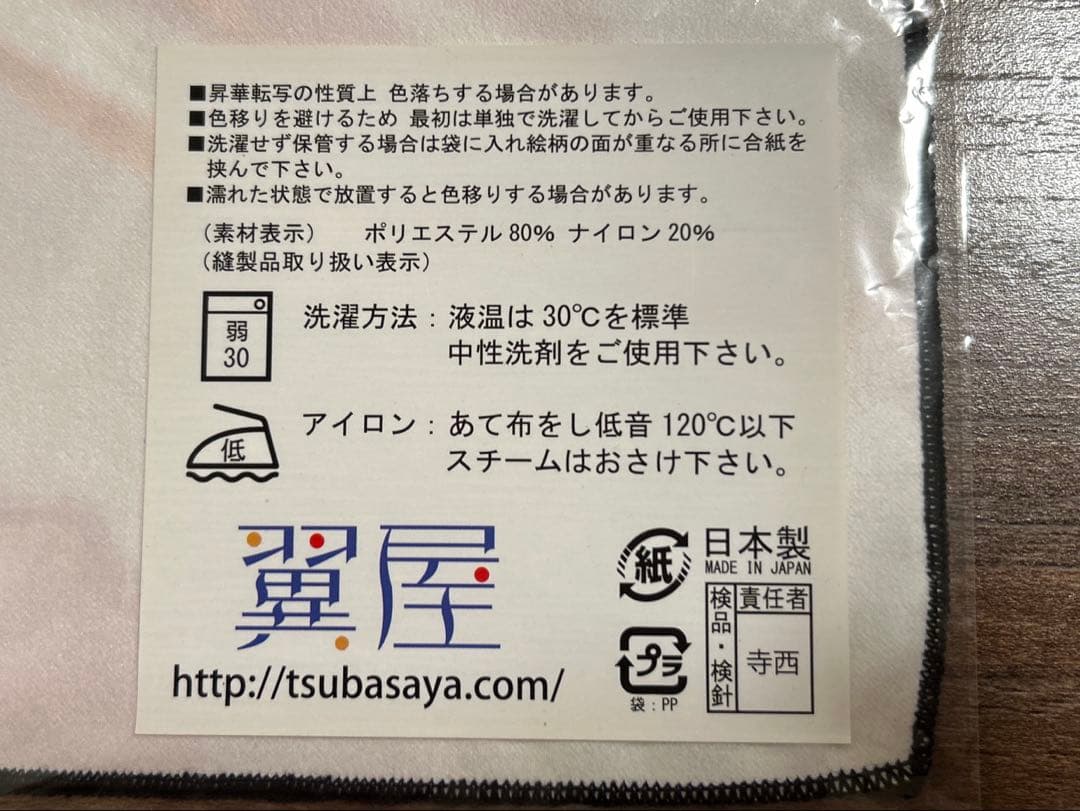 ■昇華転写の性質上 色落ちする場合があります。
■色移りを避けるため 最初は単独で洗濯してからご使用下さい。
■洗濯せず保管する場合は袋に入れ絵柄の面が重なる所に合紙を
挟んで下さい。
■濡れた状態で放置すると色移りする場合があります。
（素材表示） ポリエステル80% ナイロン20%
（縫製品取り扱い表示）
弱
30
洗濯方法：液温は30℃を標準
中性洗剤をご使用下さい。
低
アイロン：あて布をし低音120℃以下
スチームはおさけ下さい。
翼屋
http://tsubasaya.com/
紙
プラ
袋：PP
日本製
MADE IN JAPAN
検品・検針
責任者
寺西